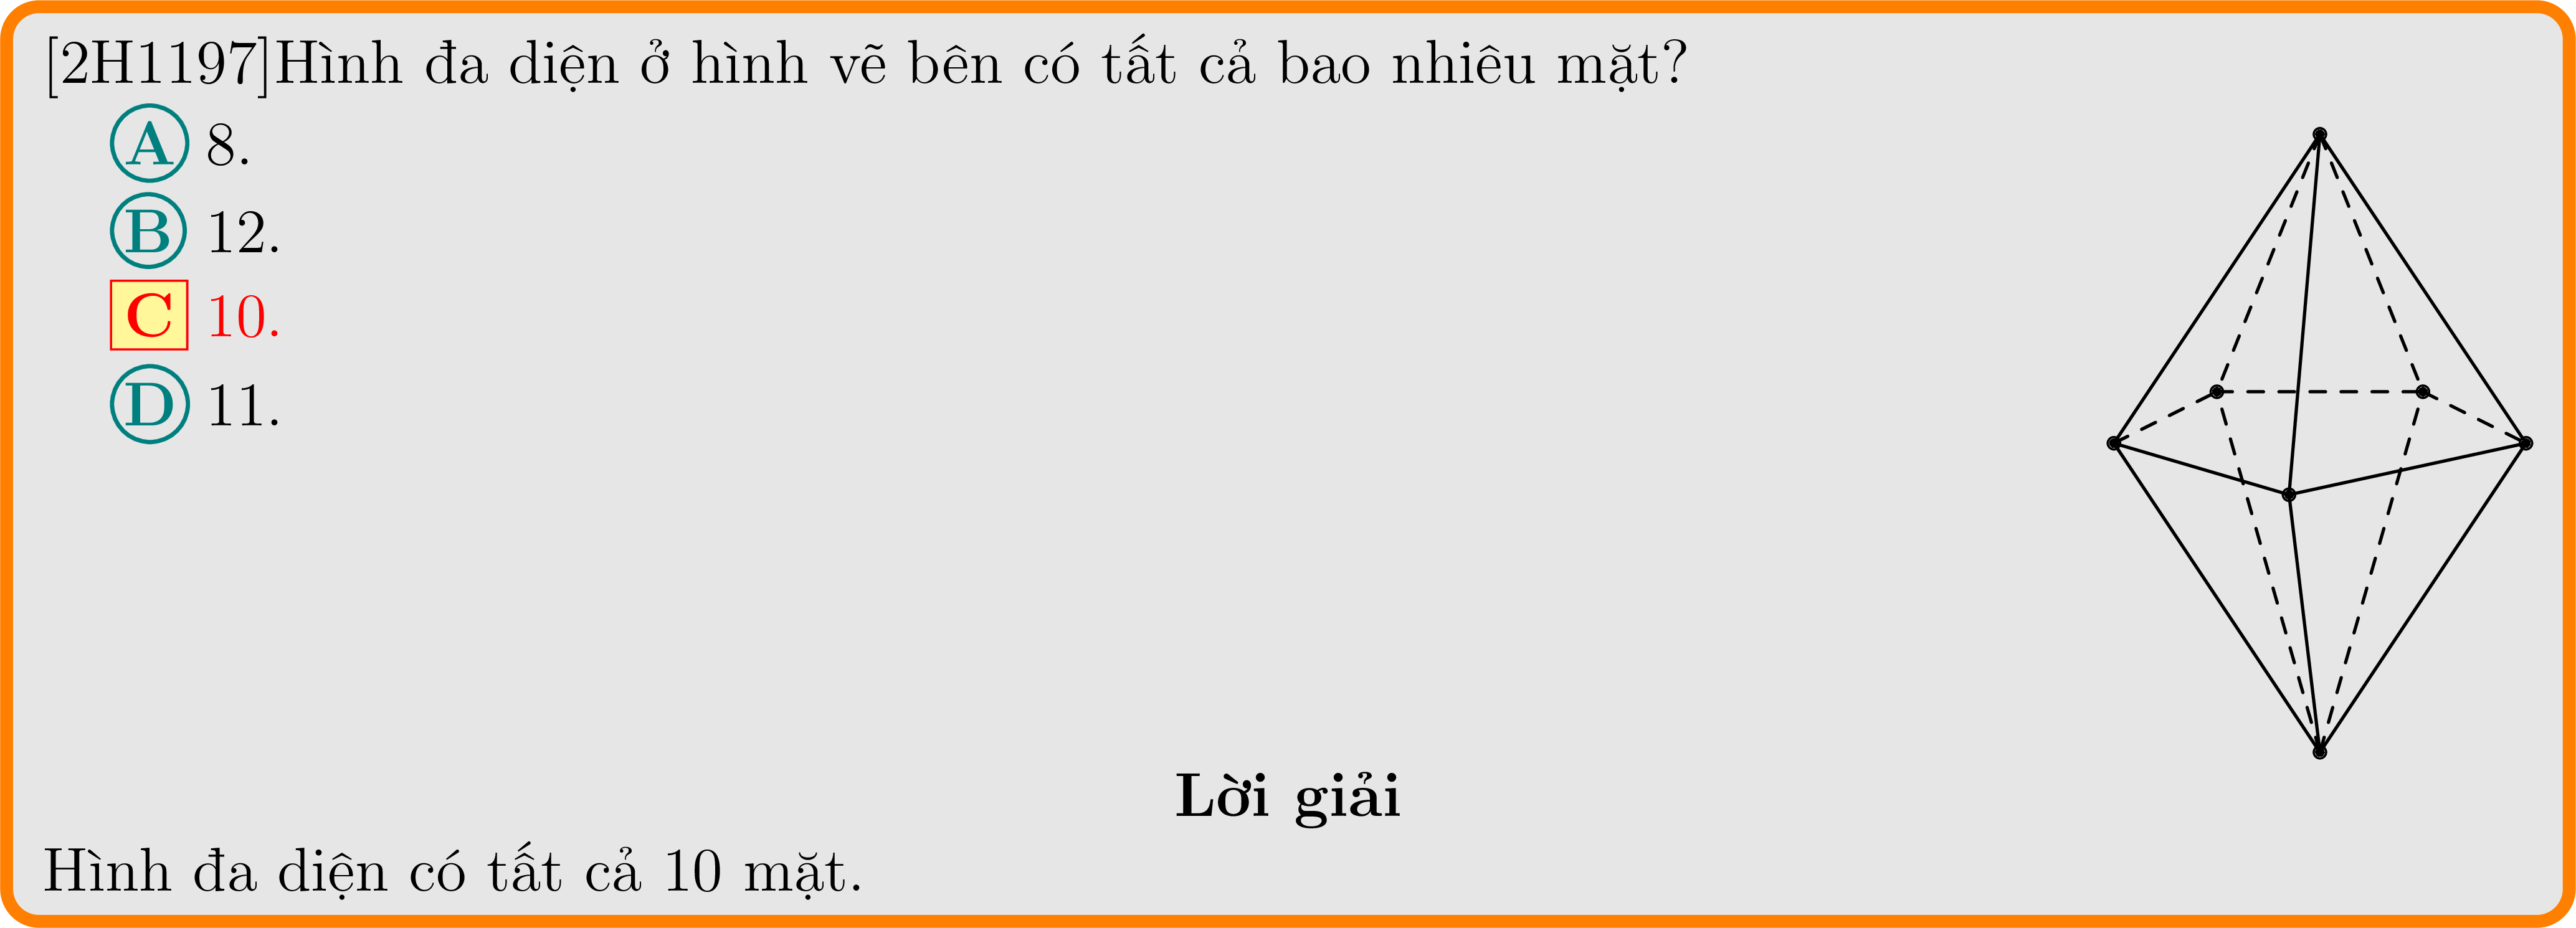 [2H1197]Hình đa diện ở hình vẽ bên có tất cả bao nhiêu mặt?
A 8.
B 12.
C 10.
D 11.
Lời giải
Hình đa diện có tất cả 10 mặt.